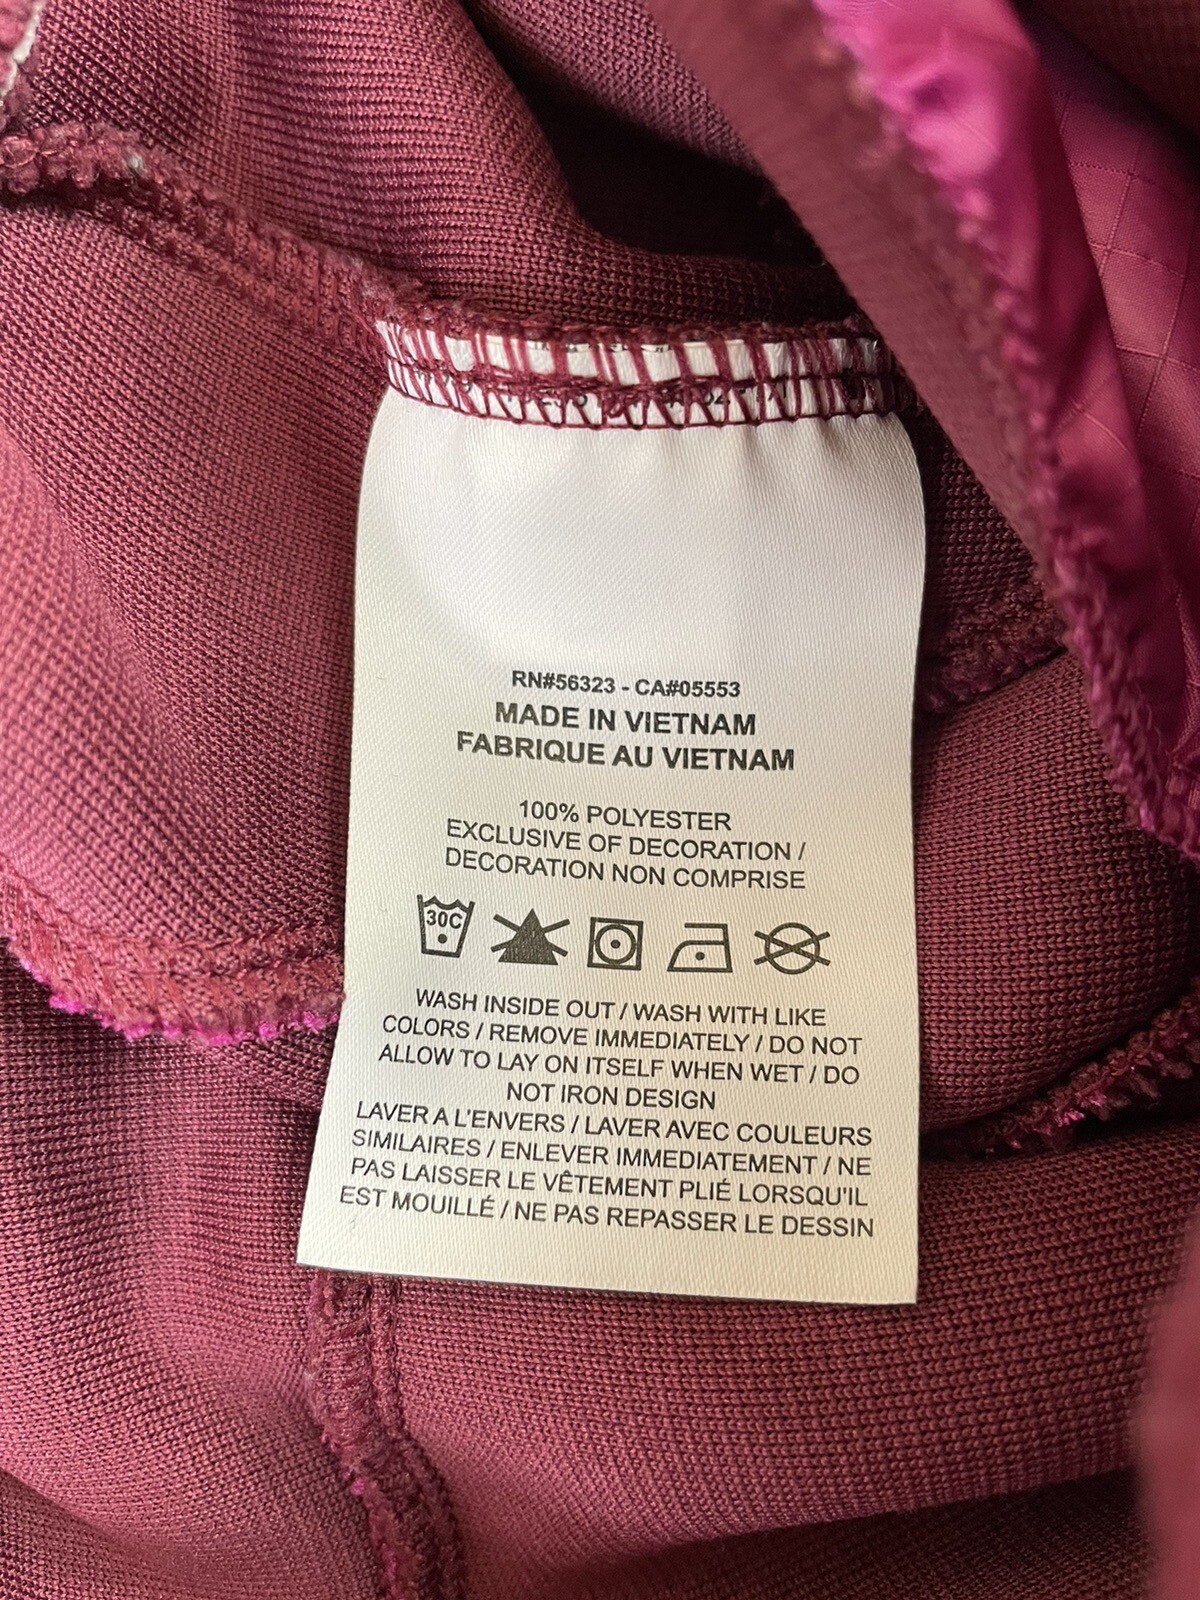 RN#56323 - CA#05553
MADE IN VIETNAM
FABRIQUE AU VIETNAM
100% POLYESTER
EXCLUSIVE OF DECORATION /
DECORATION NON COMPRISE
30C
WASH INSIDE OUT / WASH WITH LIKE
COLORS / REMOVE IMMEDIATELY / DO NOT
ALLOW TO LAY ON ITSELF WHEN WET / DO
NOT IRON DESIGN
LAVER A L'ENVERS / LAVER AVEC COULEURS
SIMILAIRES / ENLEVER IMMEDIATEMENT / NE
PAS LAISSER LE VÊTEMENT PLIÉ LORSQU'IL
EST MOUILLÉ / NE PAS REPASSER LE DESSIN